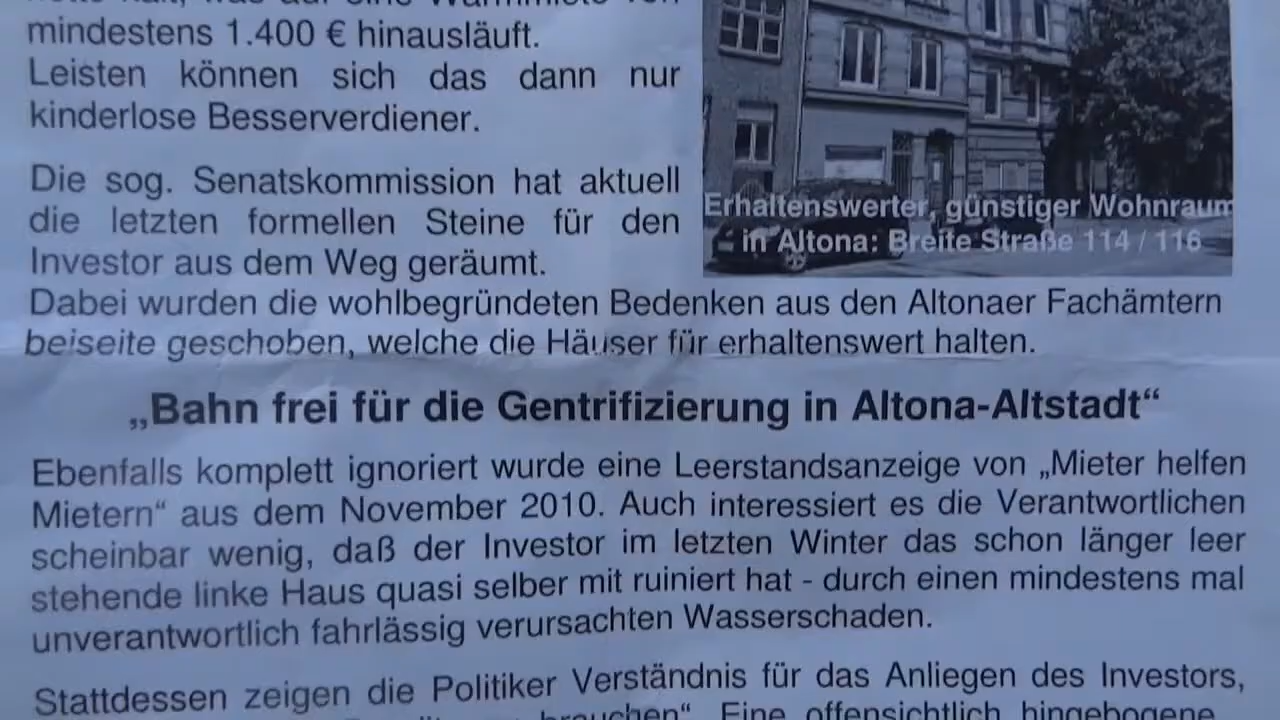 mindestens 1.400 € hinausläuft.
Leisten können sich das dann nur
kinderlose Besserverdiener.
Die sog. Senatskommission hat aktuell
die letzten formellen Steine für den
Investor aus dem Weg geräumt.
Erhaltenswerter, günstiger Wohnraum
in Altona: Breite Straße 114 / 116
Dabei wurden die wohlbegründeten Bedenken aus den Altonaer Fachämtern
beiseite geschoben, welche die Häuser für erhaltenswert halten.
„Bahn frei für die Gentrifizierung in Altona-Altstadt“
Ebenfalls komplett ignoriert wurde eine Leerstandsanzeige von „Mieter helfen
Mietern“ aus dem November 2010. Auch interessiert es die Verantwortlichen
scheinbar wenig, daß der Investor im letzten Winter das schon länger leer
stehende linke Haus quasi selber mit ruiniert hat - durch einen mindestens mal
unverantwortlich fahrlässig verursachten Wasserschaden.
Stattdessen zeigen die Politiker Verständnis für das Anliegen des Investors,
brauchen“. Eine offensichtlich hingebogene